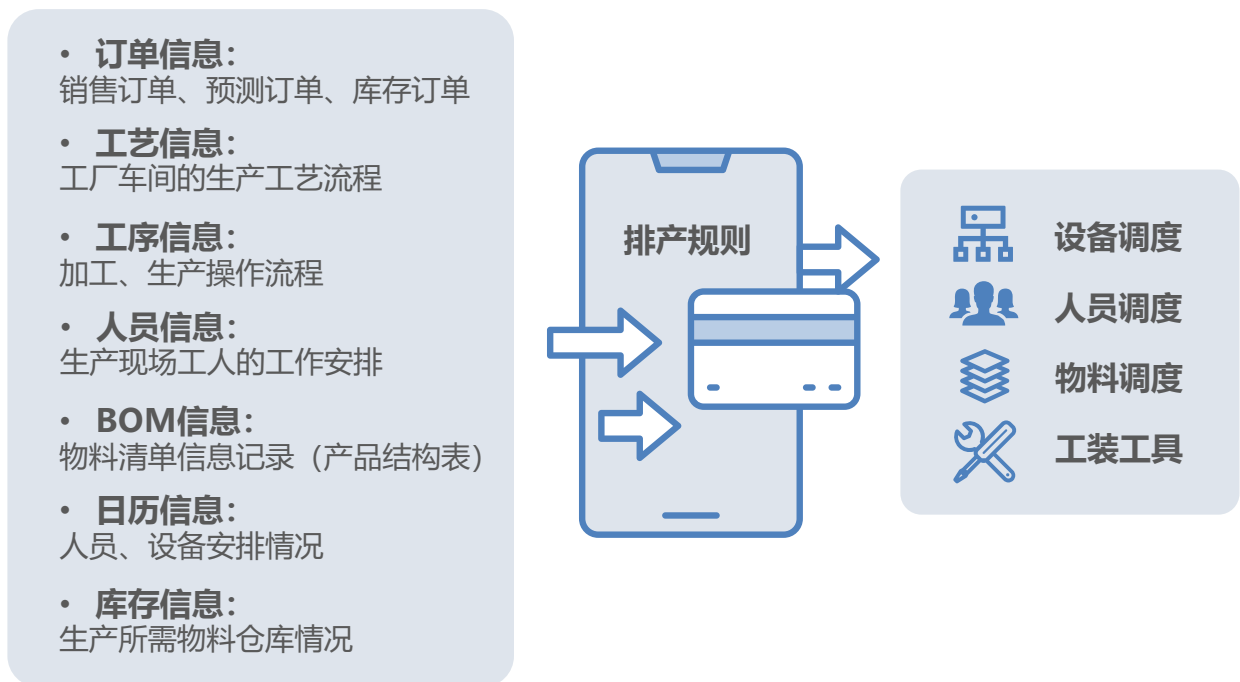 • 订单信息：
销售订单、预测订单、库存订单
• 工艺信息：
工厂车间的生产工艺流程
• 工序信息：
加工、生产操作流程
• 人员信息：
生产现场工人的工作安排
• BOM信息：
物料清单信息记录（产品结构表）
• 日历信息：
人员、设备安排情况
• 库存信息：
生产所需物料仓库情况
排产规则
设备调度
人员调度
物料调度
工装工具